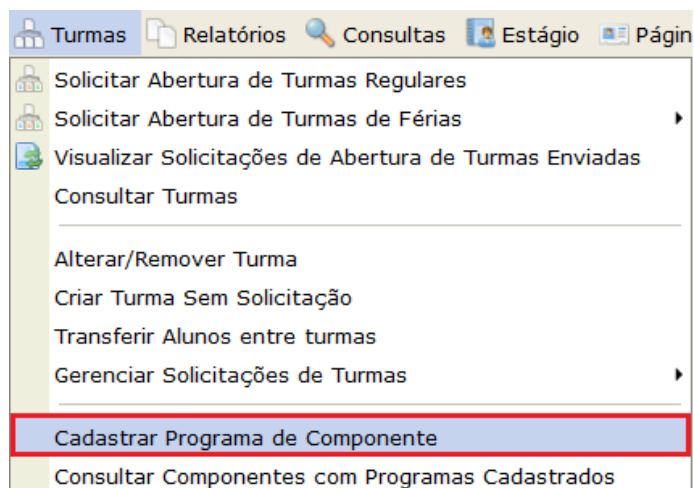 Turmas Relatórios Consultas Estágio Págin
Solicitar Abertura de Turmas Regulares
Solicitar Abertura de Turmas de Férias
Visualizar Solicitações de Abertura de Turmas Enviadas
Consultar Turmas
Alterar/Remover Turma
Criar Turma Sem Solicitação
Transferir Alunos entre turmas
Gerenciar Solicitações de Turmas
Cadastrar Programa de Componente
Consultar Componentes com Programas Cadastrados